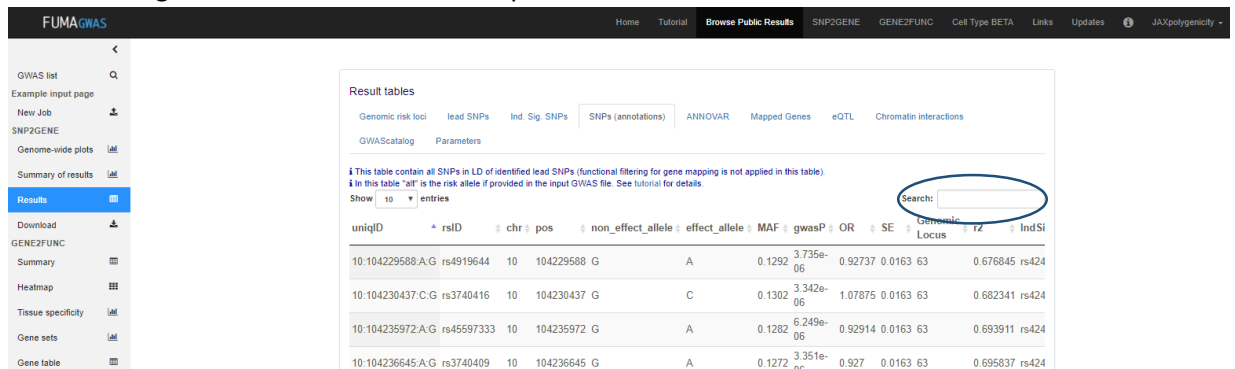 FUMAGWAS Home Tutorial Browse Public Results SNP2GENE GENE2FUNC Cell Type BETA Links Updates JAXpolygenicity
GWAS list
Example input page
New Job
SNP2GENE
Genome-wide plots
Summary of results
Results
Download
GENE2FUNC
Summary
Heatmap
Tissue specificity
Gene sets
Gene table
Result tables
Genomic risk loci lead SNPs Ind. Sig. SNPs SNPs (annotations) ANNOVAR Mapped Genes eQTL Chromatin interactions
GWAScatalog Parameters
i This table contain all SNPs in LD of identified lead SNPs (functional filtering for gene mapping is not applied in this table).
i In this table "alt" is the risk allele if provided in the input GWAS file. See tutorial for details.
Show 10 entries Search:
uniqID rsID chr pos non_effect_allele effect_allele MAF gwasP OR SE Genomic Locus r2 IndSi
10:104229588:A:G rs4919644 10 104229588 G A 0.1292 3.735e-06 0.92737 0.0163 63 0.676845 rs424
10:104230437:C:G rs3740416 10 104230437 G C 0.1302 3.342e-06 1.07875 0.0163 63 0.682341 rs424
10:104235972:A:G rs45597333 10 104235972 G A 0.1282 6.249e-06 0.92914 0.0163 63 0.693911 rs424
10:104236645:A:G rs3740409 10 104236645 G A 0.1272 3.351e- 0.927 0.0163 63 0.695837 rs424